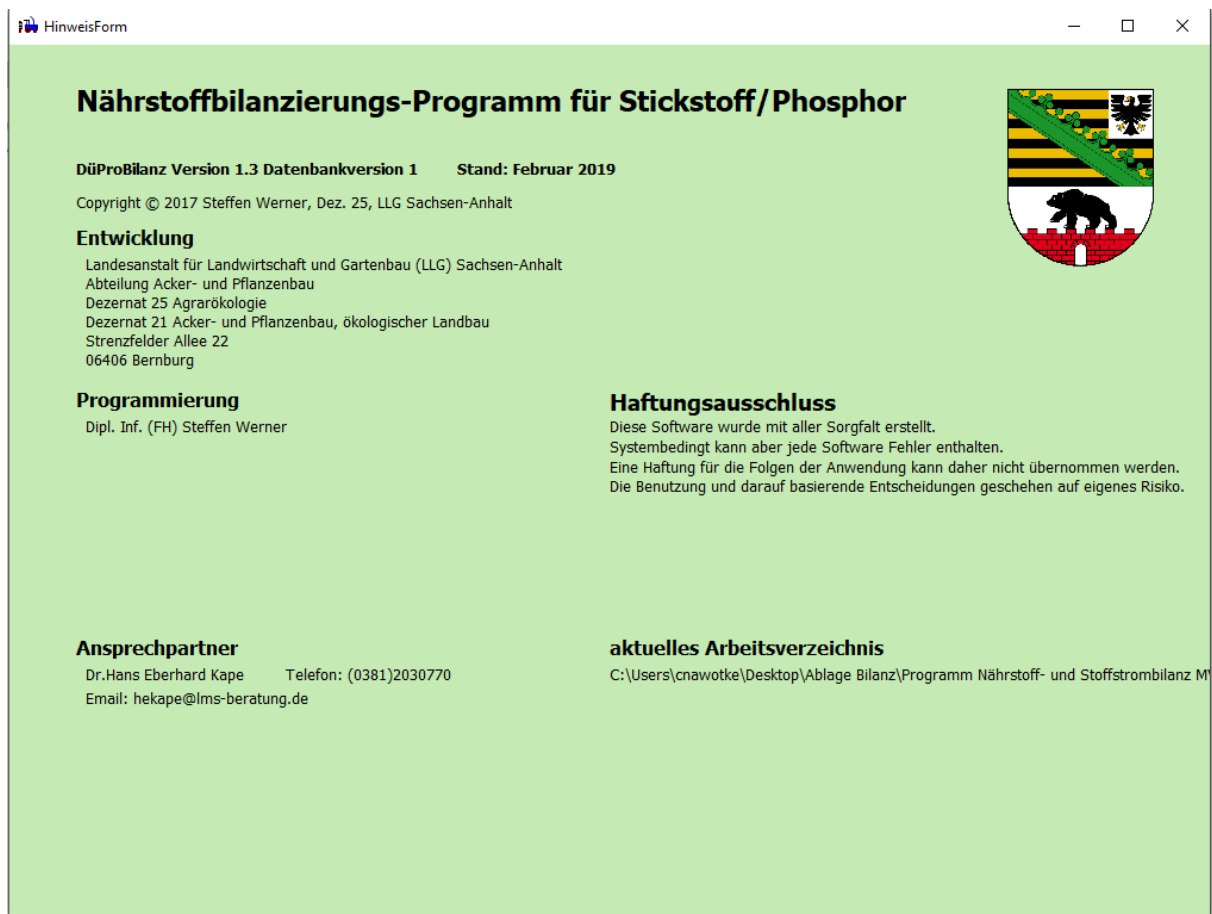 HinweisForm
Nährstoffbilanzierungs-Programm für Stickstoff/Phosphor
DüProBilanz Version 1.3 Datenbankversion 1 Stand: Februar 2019
Copyright © 2017 Steffen Werner, Dez. 25, LLG Sachsen-Anhalt
Entwicklung
Landesanstalt für Landwirtschaft und Gartenbau (LLG) Sachsen-Anhalt
Abteilung Acker- und Pflanzenbau
Dezernat 25 Agrarökologie
Dezernat 21 Acker- und Pflanzenbau, ökologischer Landbau
Strenzfelder Allee 22
06406 Bernburg
Programmierung
Dipl. Inf. (FH) Steffen Werner
Haftungsausschluss
Diese Software wurde mit aller Sorgfalt erstellt.
Systembedingt kann aber jede Software Fehler enthalten.
Eine Haftung für die Folgen der Anwendung kann daher nicht übernommen werden.
Die Benutzung und darauf basierende Entscheidungen geschehen auf eigenes Risiko.
Ansprechpartner
Dr.Hans Eberhard Kape Telefon: (0381)2030770
Email: hekape@lms-beratung.de
aktuelles Arbeitsverzeichnis
C:\Users\cnawotke\Desktop\Ablage Bilanz\Programm Nährstoff- und Stoffstrombilanz